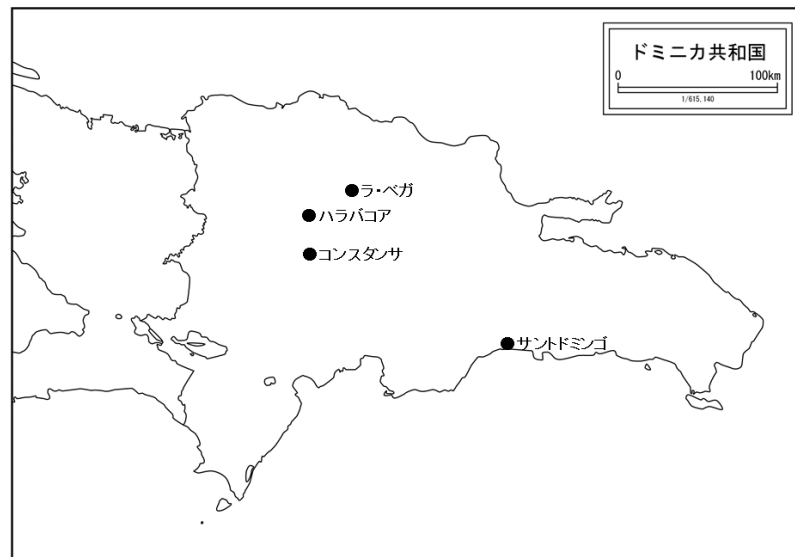 ドミニカ共和国
0 100km
1/615,140
ラ・ベガ
ハラバコア
コンスタンサ
サントドミンゴ